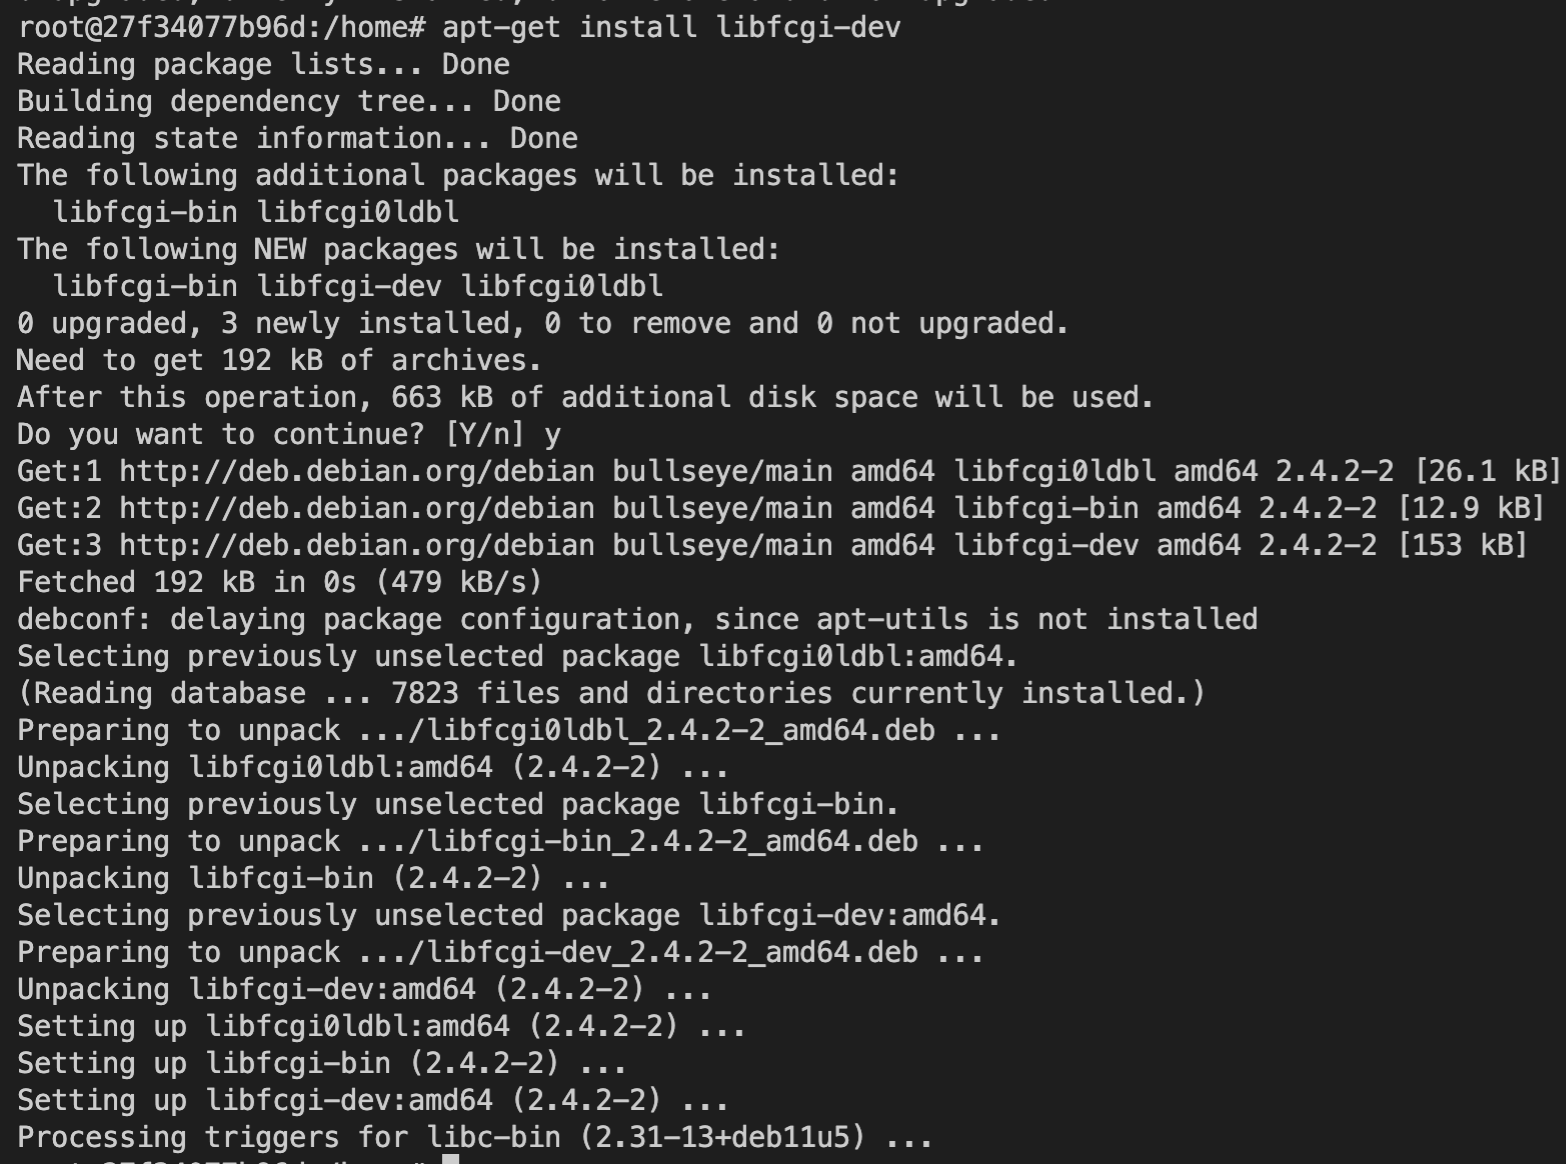 root@27f34077b96d:/home# apt-get install libfcgi-dev
Reading package lists... Done
Building dependency tree... Done
Reading state information... Done
The following additional packages will be installed:
  libfcgi-bin libfcgi0ldbl
The following NEW packages will be installed:
  libfcgi-bin libfcgi-dev libfcgi0ldbl
0 upgraded, 3 newly installed, 0 to remove and 0 not upgraded.
Need to get 192 kB of archives.
After this operation, 663 kB of additional disk space will be used.
Do you want to continue? [Y/n] y
Get:1 http://deb.debian.org/debian bullseye/main amd64 libfcgi0ldbl amd64 2.4.2-2 [26.1 kB]
Get:2 http://deb.debian.org/debian bullseye/main amd64 libfcgi-bin amd64 2.4.2-2 [12.9 kB]
Get:3 http://deb.debian.org/debian bullseye/main amd64 libfcgi-dev amd64 2.4.2-2 [153 kB]
Fetched 192 kB in 0s (479 kB/s)
debconf: delaying package configuration, since apt-utils is not installed
Selecting previously unselected package libfcgi0ldbl:amd64.
(Reading database ... 7823 files and directories currently installed.)
Preparing to unpack .../libfcgi0ldbl_2.4.2-2_amd64.deb ...
Unpacking libfcgi0ldbl:amd64 (2.4.2-2) ...
Selecting previously unselected package libfcgi-bin.
Preparing to unpack .../libfcgi-bin_2.4.2-2_amd64.deb ...
Unpacking libfcgi-bin (2.4.2-2) ...
Selecting previously unselected package libfcgi-dev:amd64.
Preparing to unpack .../libfcgi-dev_2.4.2-2_amd64.deb ...
Unpacking libfcgi-dev:amd64 (2.4.2-2) ...
Setting up libfcgi0ldbl:amd64 (2.4.2-2) ...
Setting up libfcgi-bin (2.4.2-2) ...
Setting up libfcgi-dev:amd64 (2.4.2-2) ...
Processing triggers for libc-bin (2.31-13+deb11u5) ...